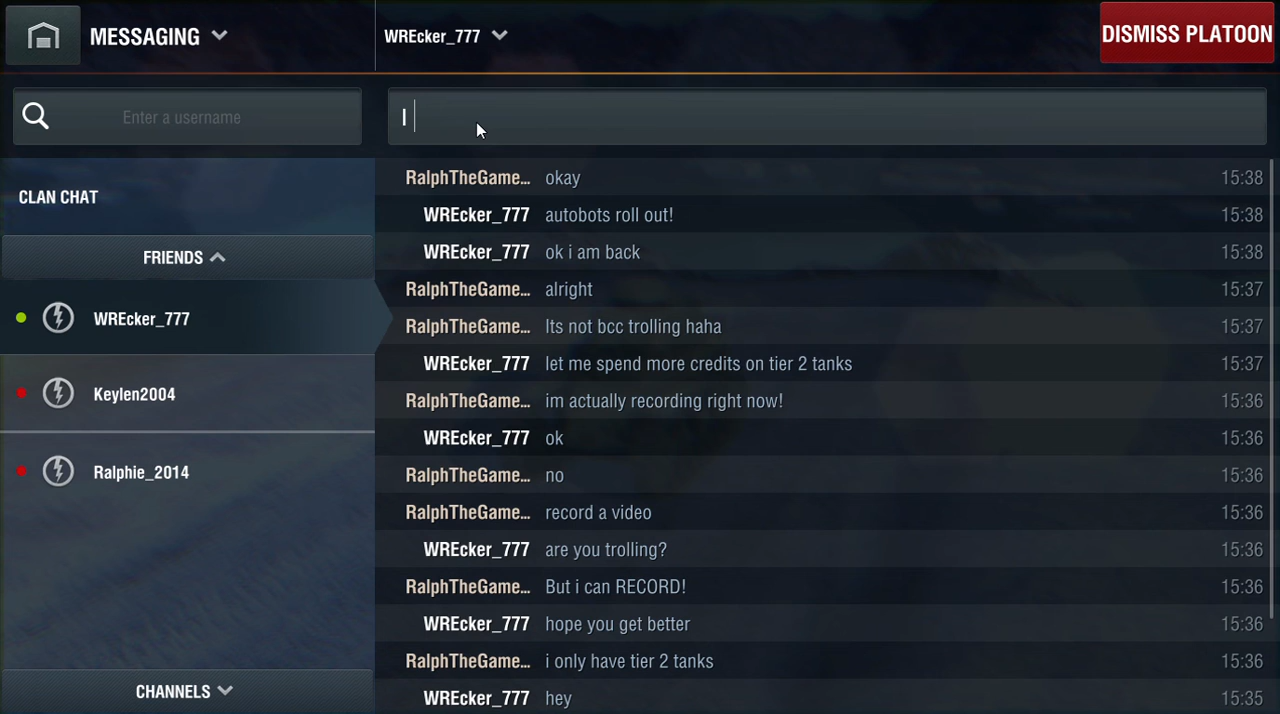 MESSAGING
WREcker_777
DISMISS PLATOON
Enter a username
I
CLAN CHAT
FRIENDS
WREcker_777
Keylen2004
Ralphie_2014
CHANNELS
RalphTheGame... okay 15:38
WREcker_777 autobots roll out! 15:38
WREcker_777 ok i am back 15:38
RalphTheGame... alright 15:37
RalphTheGame... Its not bcc trolling haha 15:37
WREcker_777 let me spend more credits on tier 2 tanks 15:37
RalphTheGame... im actually recording right now! 15:36
WREcker_777 ok 15:36
RalphTheGame... no 15:36
RalphTheGame... record a video 15:36
WREcker_777 are you trolling? 15:36
RalphTheGame... But i can RECORD! 15:36
WREcker_777 hope you get better 15:36
RalphTheGame... i only have tier 2 tanks 15:36
WREcker_777 hey 15:35